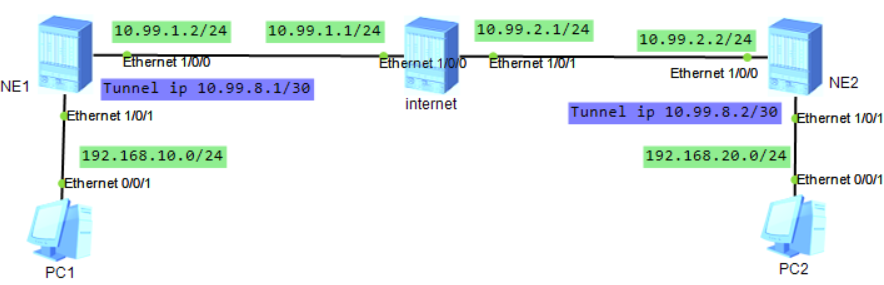 10.99.1.2/24
10.99.1.1/24
10.99.2.1/24
10.99.2.2/24
Ethernet 1/0/0
Ethernet 1/0/0
Ethernet 1/0/1
Ethernet 1/0/0
NE1
Tunnel ip 10.99.8.1/30
internet
NE2
Ethernet 1/0/1
Tunnel ip 10.99.8.2/30
Ethernet 1/0/1
192.168.10.0/24
192.168.20.0/24
Ethernet 0/0/1
Ethernet 0/0/1
PC1
PC2